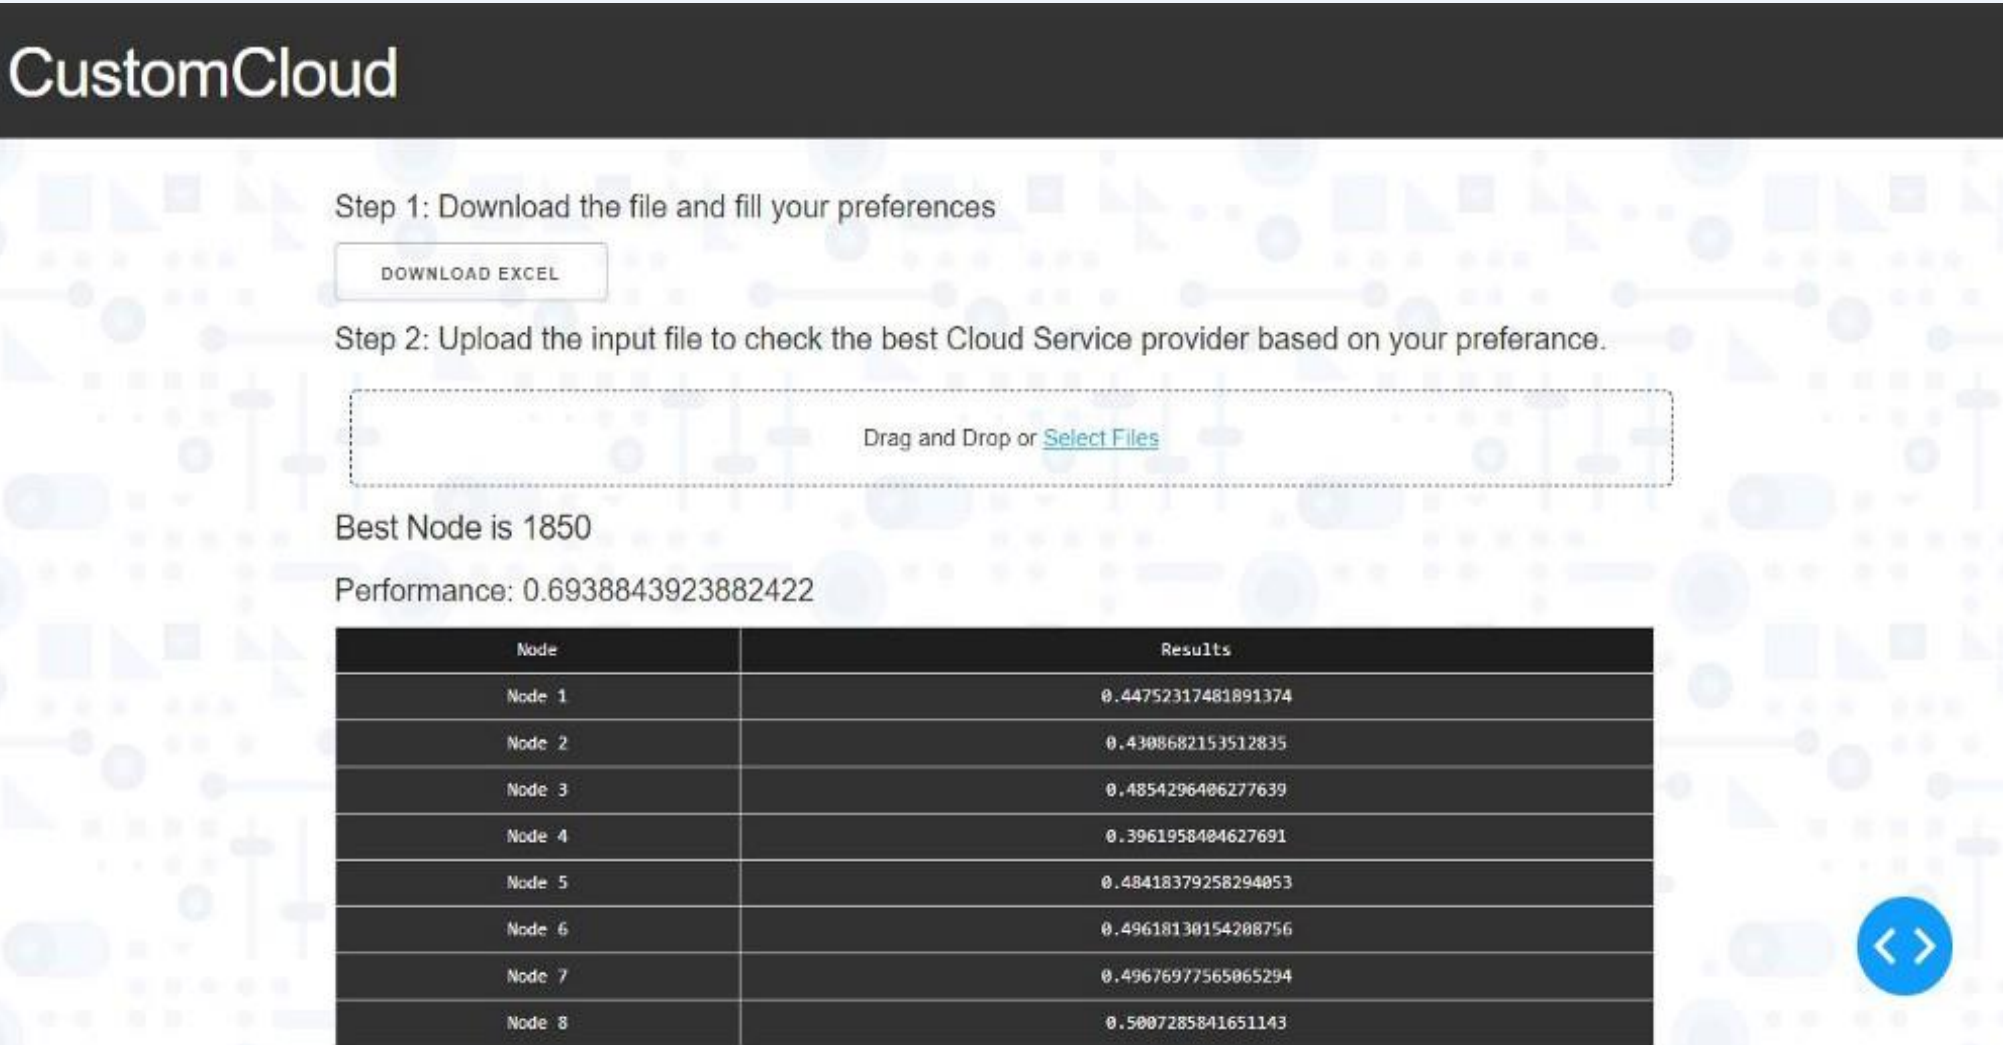 CustomCloud
Step 1: Download the file and fill your preferences
DOWNLOAD EXCEL
Step 2: Upload the input file to check the best Cloud Service provider based on your preferance.
Drag and Drop or Select Files
Best Node is 1850
Performance: 0.6938843923882422
Node Results
Node 1 0.44752317481891374
Node 2 0.4308682153512835
Node 3 0.4854296406277639
Node 4 0.3961958404627691
Node 5 0.48418379258294053
Node 6 0.49618130154208756
Node 7 0.49676977565065294
Node 8 0.5007285841651143